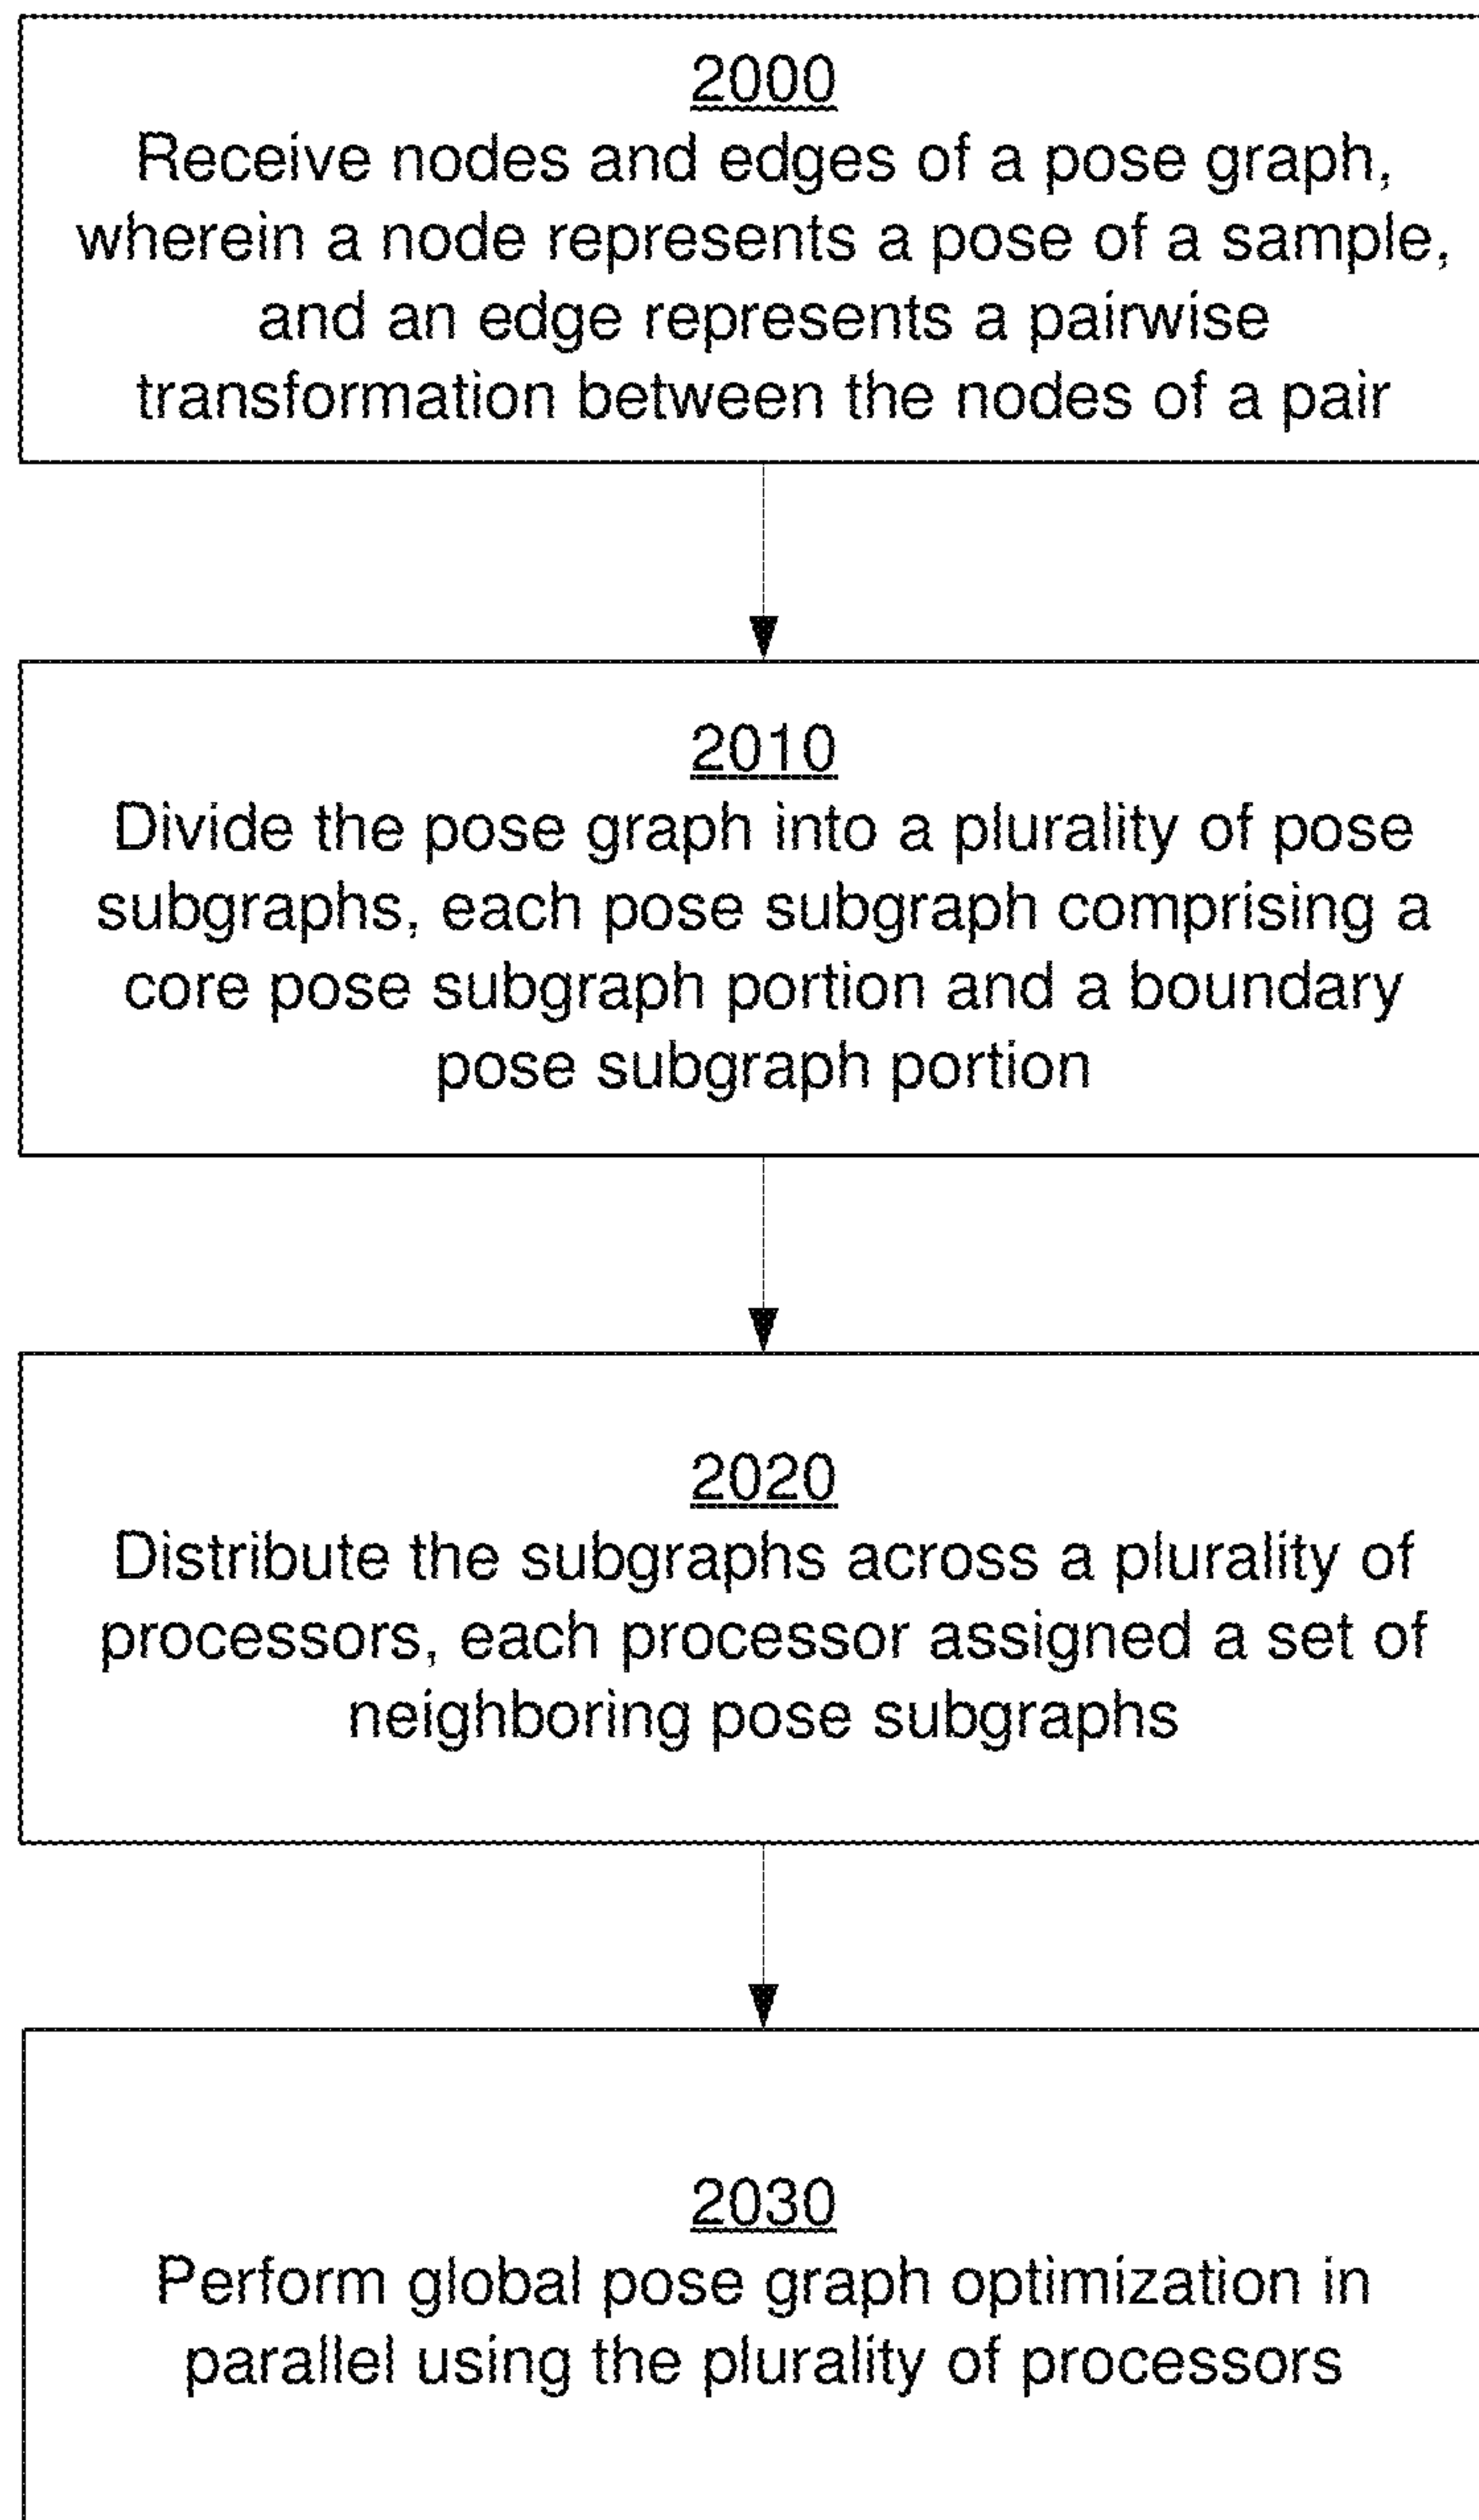 2000
Receive nodes and edges of a pose graph,
wherein a node represents a pose of a sample,
and an edge represents a pairwise
transformation between the nodes of a pair
2010
Divide the pose graph into a plurality of pose
subgraphs, each pose subgraph comprising a
core pose subgraph portion and a boundary
pose subgraph portion
2020
Distribute the subgraphs across a plurality of
processors, each processor assigned a set of
neighboring pose subgraphs
2030
Perform global pose graph optimization in
parallel using the plurality of processors